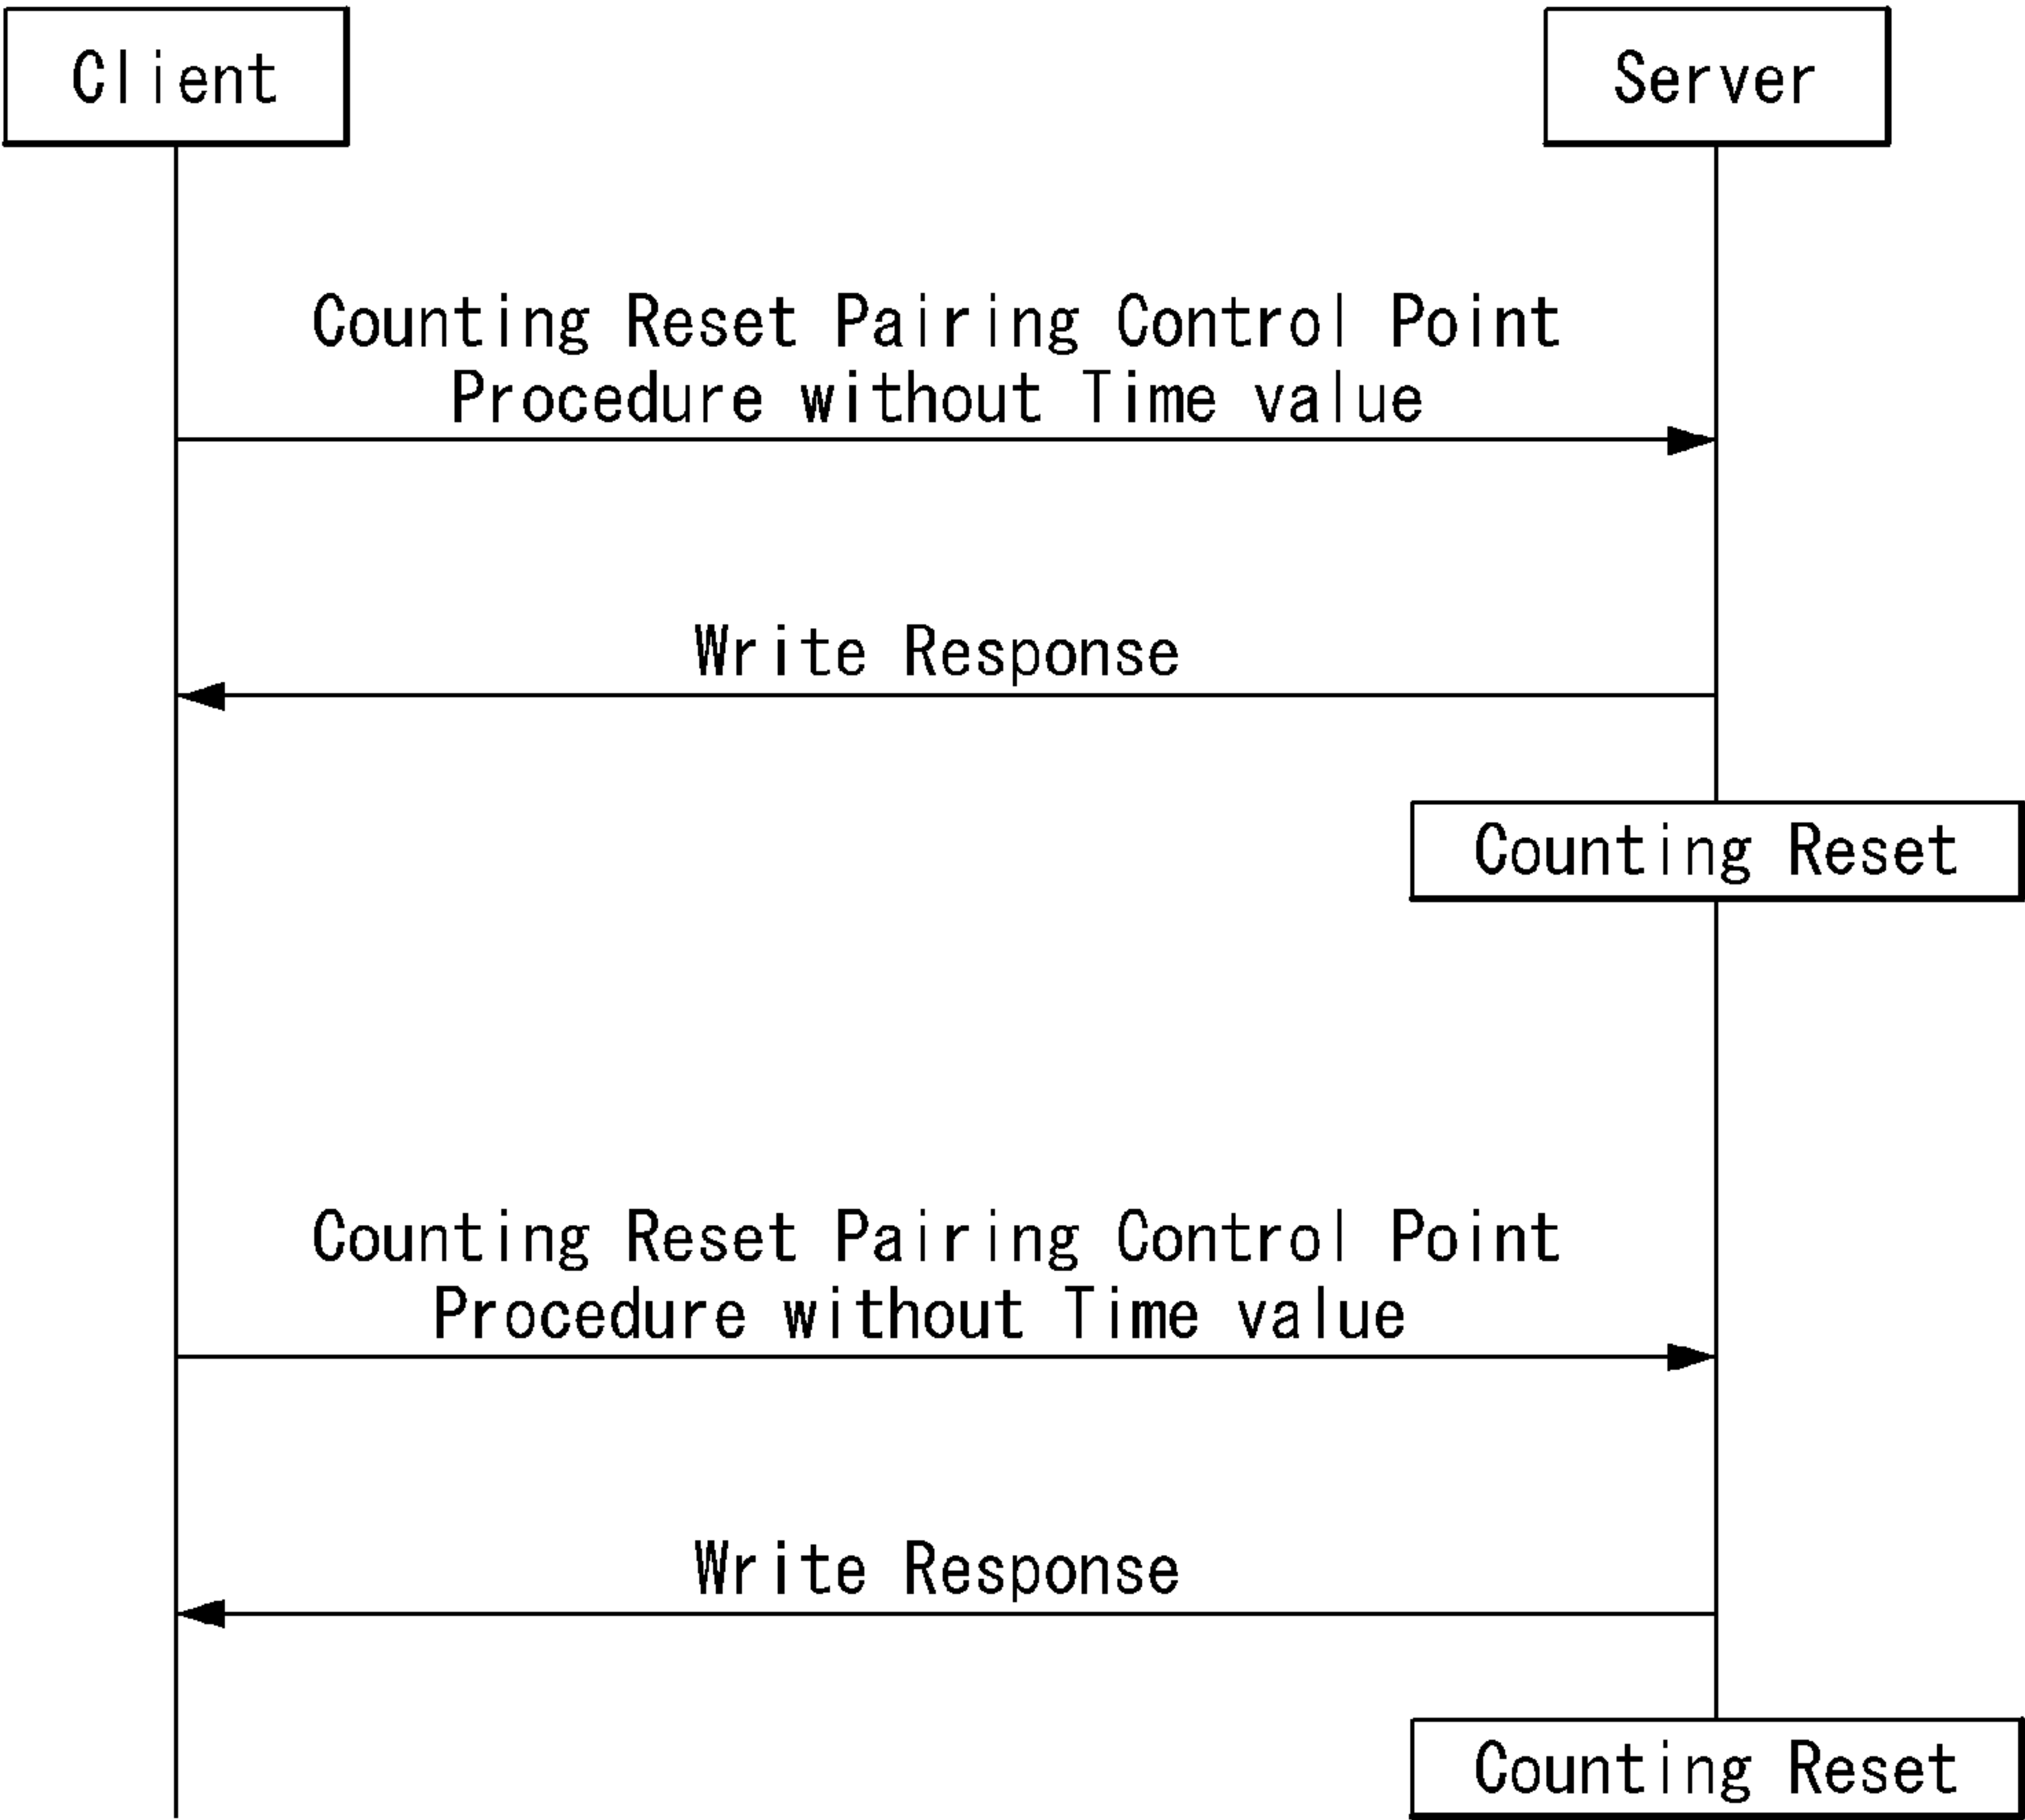 Client
Server
Counting Reset Pairing Control Point
Procedure without Time value
Write Response
Counting Reset
Counting Reset Pairing Control Point
Procedure without Time value
Write Response
Counting Reset